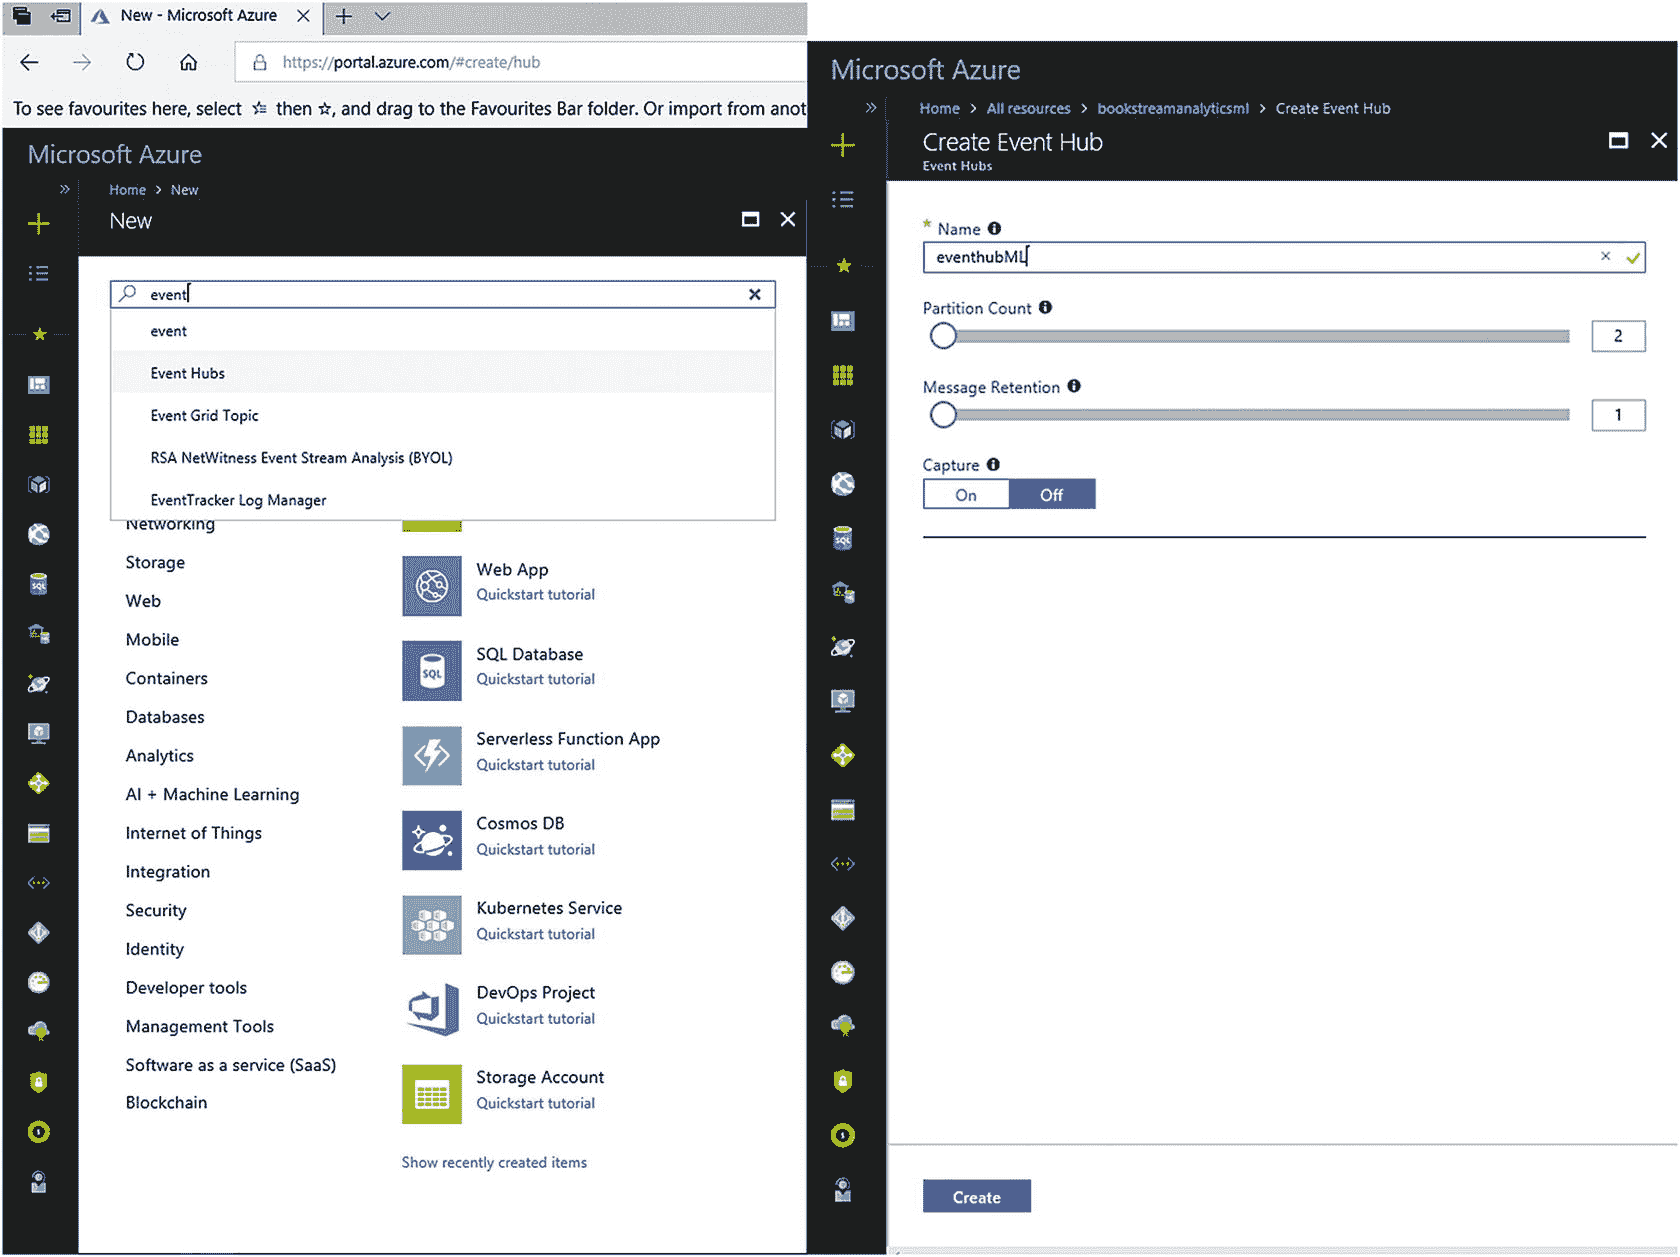 New - Microsoft Azure
https://portal.azure.com/#create/hub
To see favourites here, select then , and drag to the Favourites Bar folder. Or import from anot
Microsoft Azure
Home > New
New
event
event
Event Hubs
Event Grid Topic
RSA NetWitness Event Stream Analysis (BYOL)
EventTracker Log Manager
Networking
Storage
Web
Mobile
Containers
Databases
Analytics
AI + Machine Learning
Internet of Things
Integration
Security
Identity
Developer tools
Management Tools
Software as a service (SaaS)
Blockchain
Web App
Quickstart tutorial
SQL Database
Quickstart tutorial
Serverless Function App
Quickstart tutorial
Cosmos DB
Quickstart tutorial
Kubernetes Service
Quickstart tutorial
DevOps Project
Quickstart tutorial
Storage Account
Quickstart tutorial
Show recently created items
Microsoft Azure
Home > All resources > bookstreamanalyticsml > Create Event Hub
Create Event Hub
Event Hubs
* Name
eventhubML
Partition Count
2
Message Retention
1
Capture
On Off
Create